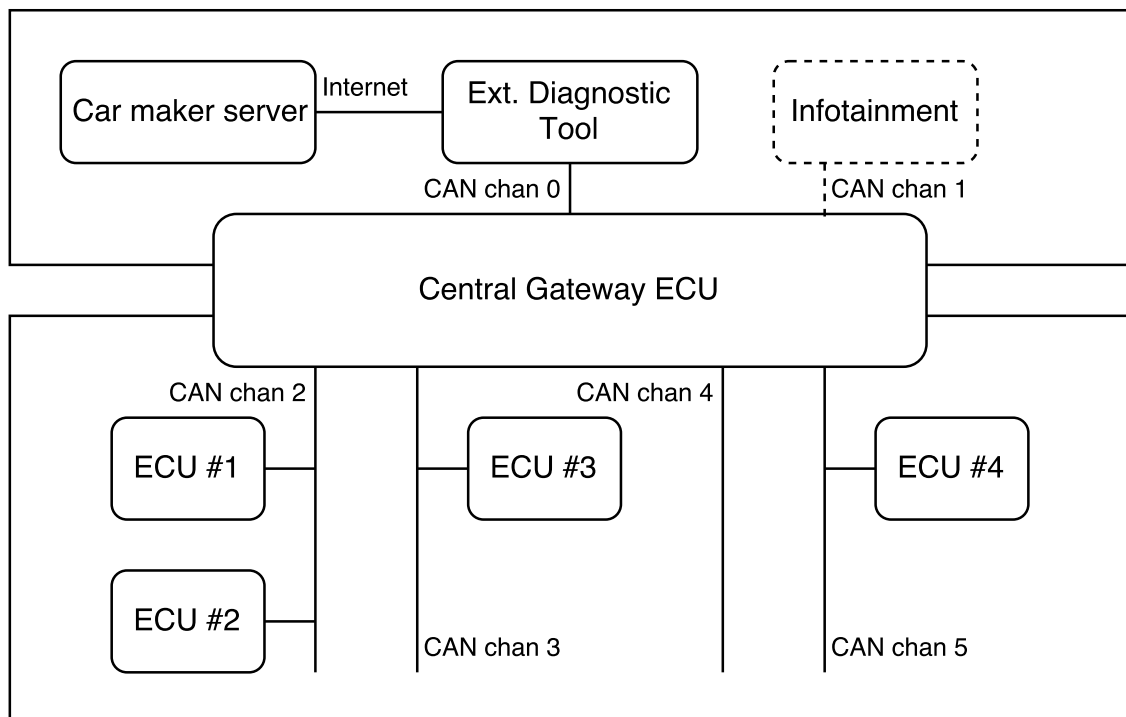 Car maker server
Internet
Ext. Diagnostic
Tool
Infotainment
CAN chan 0
CAN chan 1
Central Gateway ECU
CAN chan 2
CAN chan 4
ECU #1
ECU #3
ECU #4
ECU #2
CAN chan 3
CAN chan 5